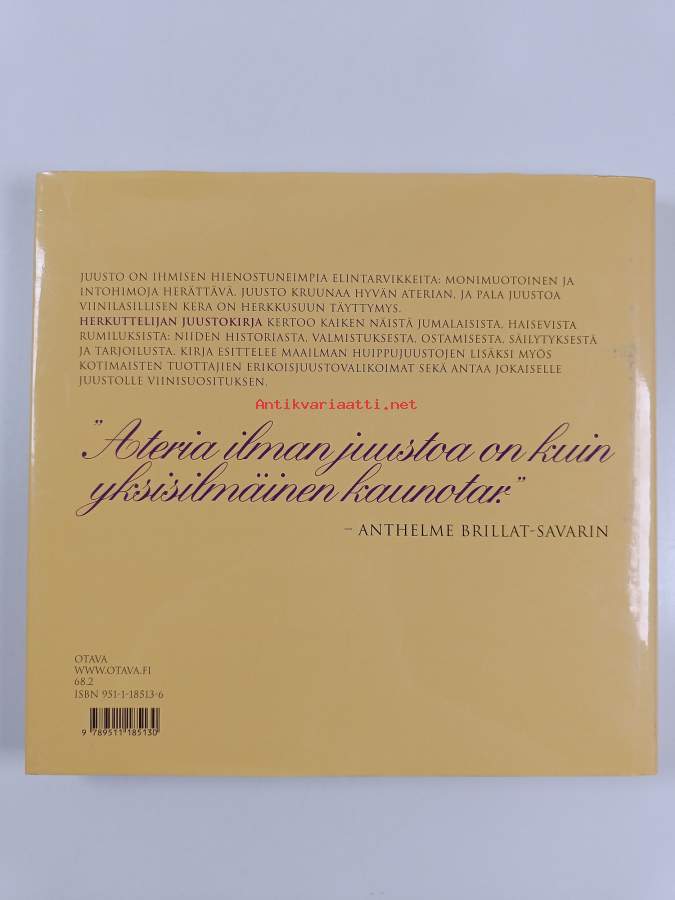 JUUSTO ON IHMISEN HIENOSTUNEIMPIA ELINTARVIKKEITA: MONIMUOTOINEN JA
INTOHIMOJA HERÄTTÄVÄ. JUUSTO KRUUNAA HYVÄN ATERIAN, JA PALA JUUSTOA
VIINILASILLISEN KERA ON HERKKUSUUN TÄYTTYMYS.
HERKUTTELIJAN JUUSTOKIRJA KERTOO KAIKEN NÄISTÄ JUMALAISISTA, HAISEVISTA
RUMILUKSISTA: NIIDEN HISTORIASTA, VALMISTUKSESTA, OSTAMISESTA, SÄILYTYKSESTÄ
JA TARJOILUSTA. KIRJA ESITTELEE MAAILMAN HUIPPUJUUSTOJEN LISÄKSI MYÖS
KOTIMAISTEN TUOTTAJIEN ERIKOISJUUSTOVALIKOIMAT SEKÄ ANTAA JOKAISELLE
JUUSTOLLE VIINISUOSITUKSEN.
Antikvariaatti.net
"Ateria ilman juustoa on kuin
yksisilmäinen kaunotar."
– ANTHELME BRILLAT-SAVARIN
OTAVA
WWW.OTAVA.FI
68.2
ISBN 951-1-18513-6
9 789511 185130